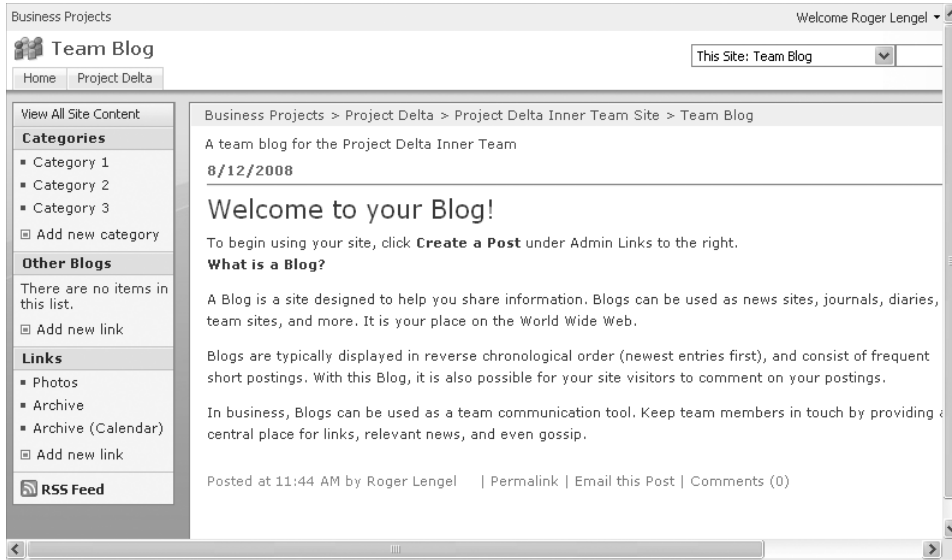 Business Projects
Welcome Roger Lengel
Team Blog
This Site: Team Blog
Home Project Delta
View All Site Content
Categories
Category 1
Category 2
Category 3
Add new category
Other Blogs
There are no items in
this list.
Add new link
Links
Photos
Archive
Archive (Calendar)
Add new link
RSS Feed
Business Projects > Project Delta > Project Delta Inner Team Site > Team Blog
A team blog for the Project Delta Inner Team
8/12/2008
Welcome to your Blog!
To begin using your site, click Create a Post under Admin Links to the right.
What is a Blog?
A Blog is a site designed to help you share information. Blogs can be used as news sites, journals, diaries,
team sites, and more. It is your place on the World Wide Web.
Blogs are typically displayed in reverse chronological order (newest entries first), and consist of frequent
short postings. With this Blog, it is also possible for your site visitors to comment on your postings.
In business, Blogs can be used as a team communication tool. Keep team members in touch by providing a
central place for links, relevant news, and even gossip.
Posted at 11:44 AM by Roger Lengel | Permalink | Email this Post | Comments (0)